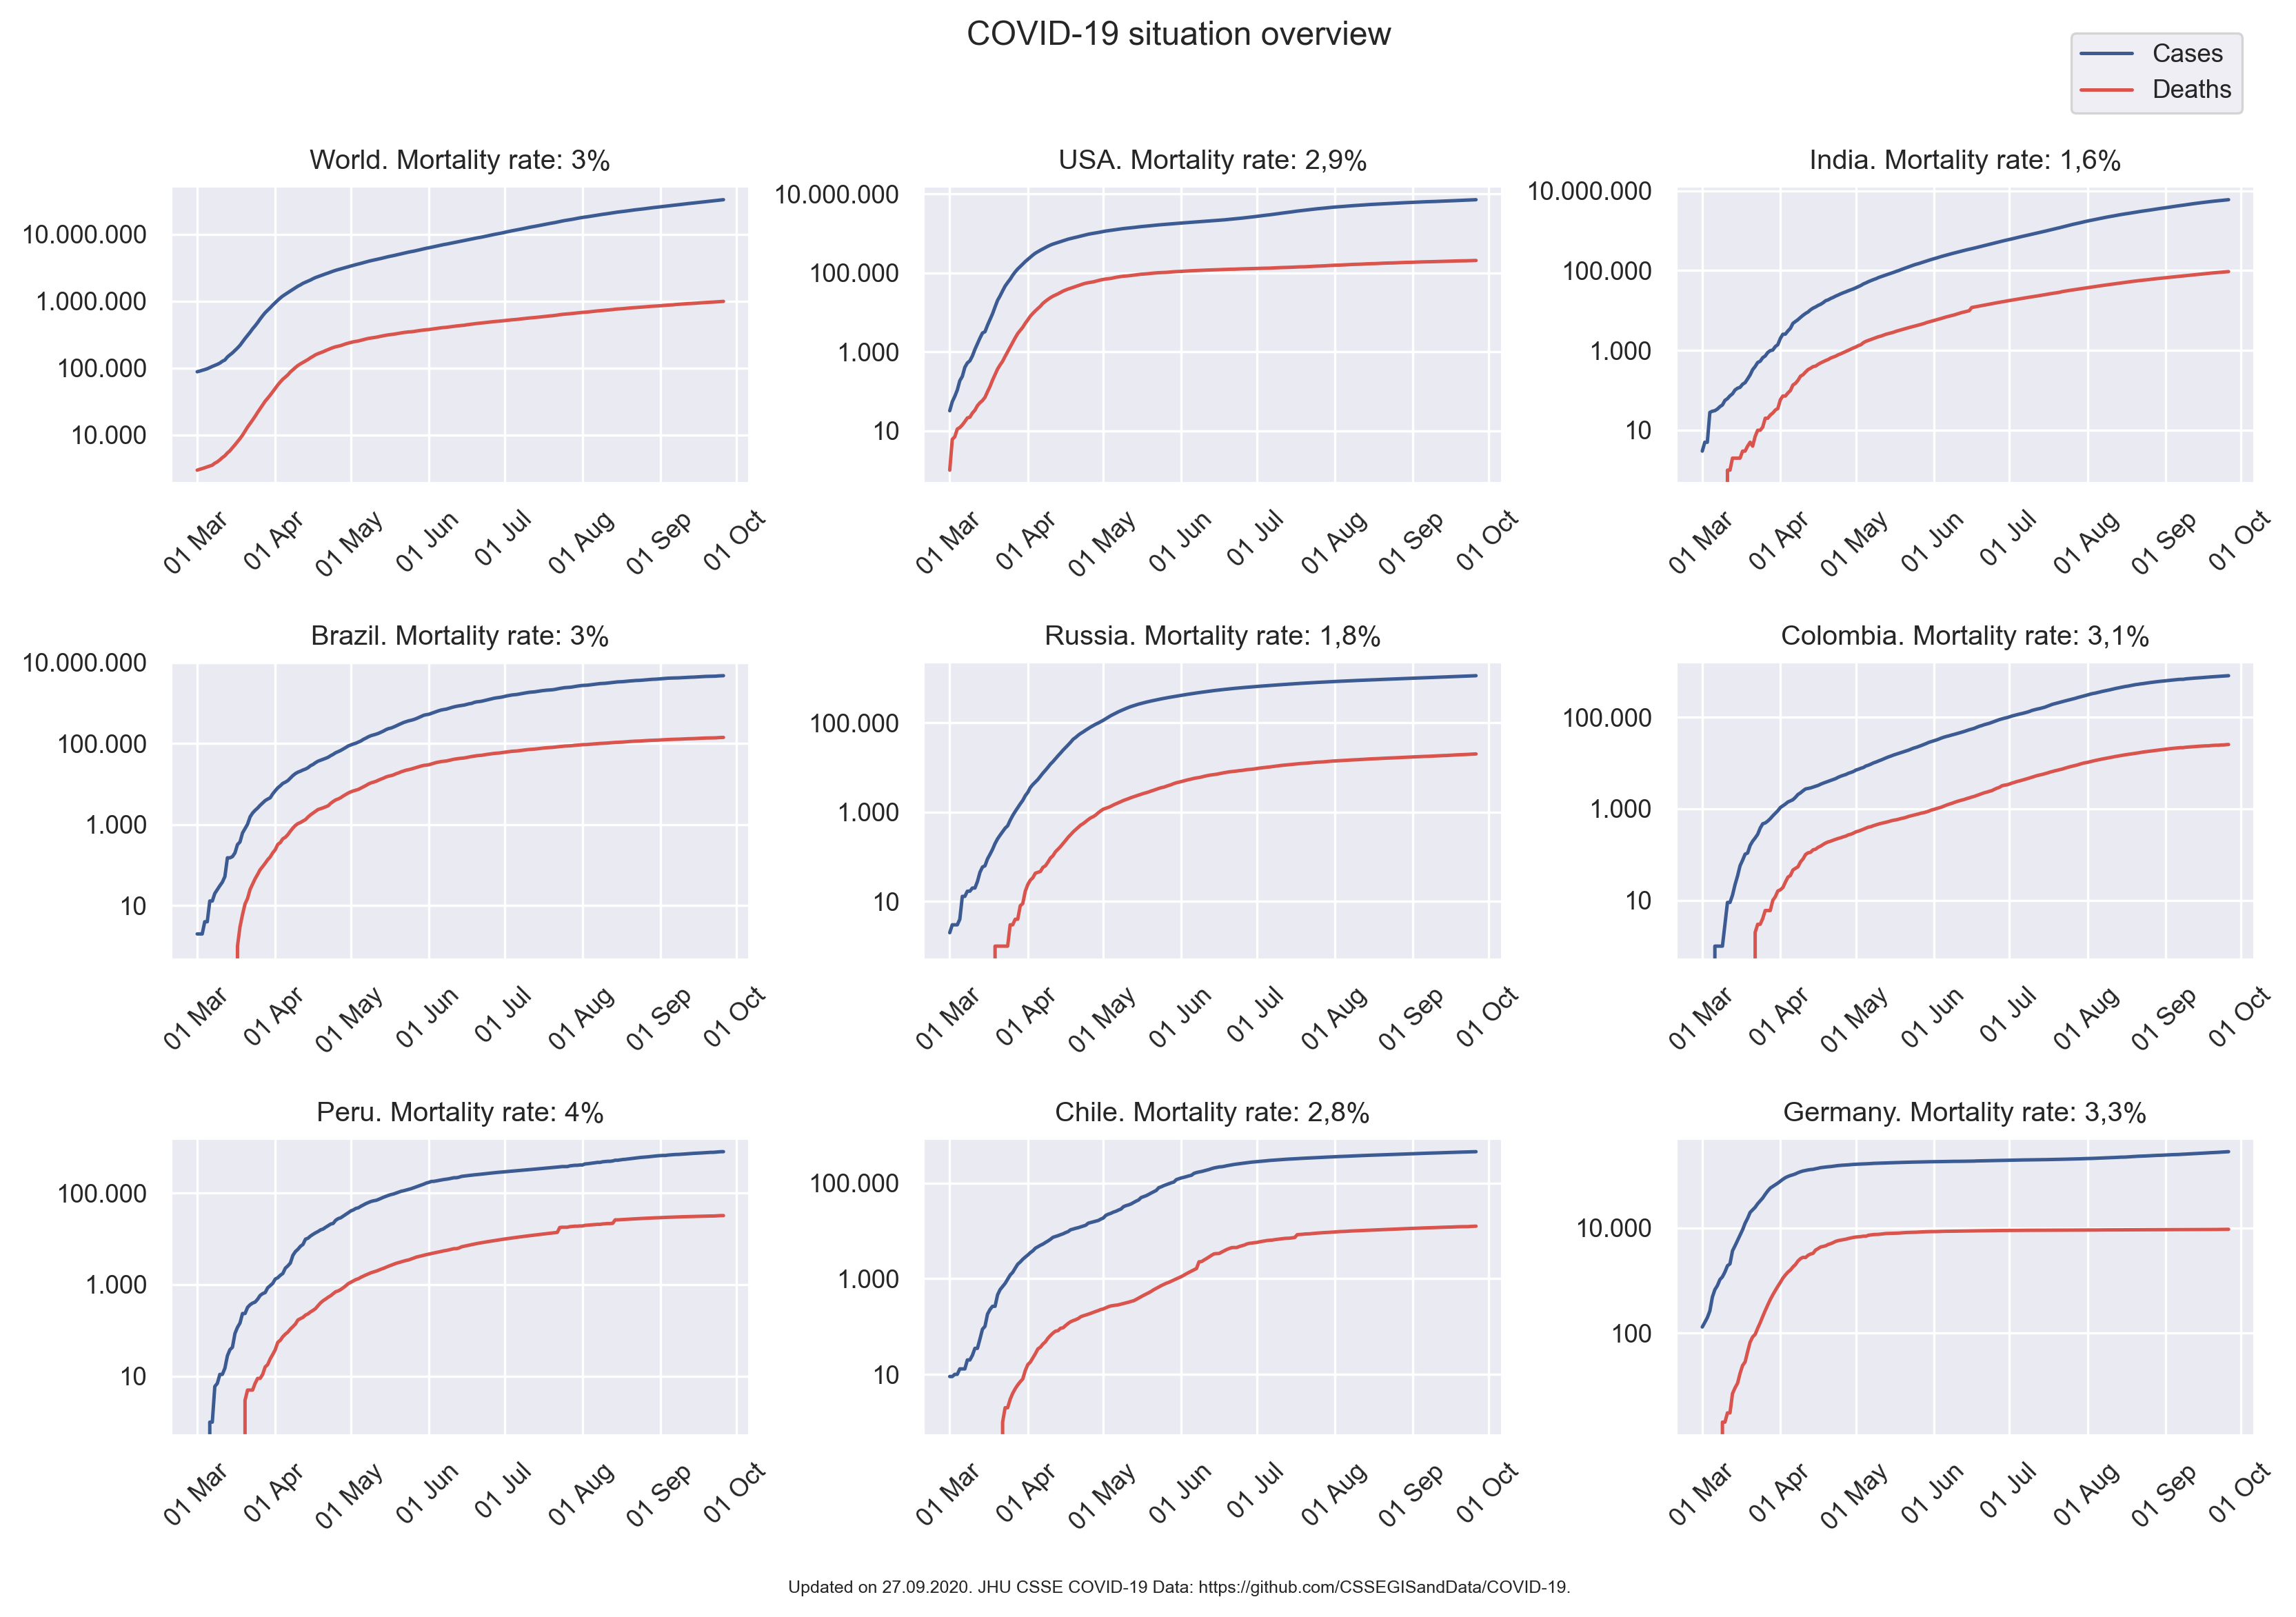 COVID-19 situation overview
Cases
Deaths
World. Mortality rate: 3%
10.000.000
1.000.000
100.000
10.000
01 Mar
01 Apr
01 May
01 Jun
01 Jul
01 Aug
01 Sep
01 Oct
USA. Mortality rate: 2,9%
10.000.000
100.000
1.000
10
01 Mar
01 Apr
01 May
01 Jun
01 Jul
01 Aug
01 Sep
01 Oct
India. Mortality rate: 1,6%
10.000.000
100.000
1.000
10
01 Mar
01 Apr
01 May
01 Jun
01 Jul
01 Aug
01 Sep
01 Oct
Brazil. Mortality rate: 3%
10.000.000
100.000
1.000
10
01 Mar
01 Apr
01 May
01 Jun
01 Jul
01 Aug
01 Sep
01 Oct
Russia. Mortality rate: 1,8%
100.000
1.000
10
01 Mar
01 Apr
01 May
01 Jun
01 Jul
01 Aug
01 Sep
01 Oct
Colombia. Mortality rate: 3,1%
100.000
1.000
10
01 Mar
01 Apr
01 May
01 Jun
01 Jul
01 Aug
01 Sep
01 Oct
Peru. Mortality rate: 4%
100.000
1.000
10
01 Mar
01 Apr
01 May
01 Jun
01 Jul
01 Aug
01 Sep
01 Oct
Chile. Mortality rate: 2,8%
100.000
1.000
10
01 Mar
01 Apr
01 May
01 Jun
01 Jul
01 Aug
01 Sep
01 Oct
Germany. Mortality rate: 3,3%
10.000
100
01 Mar
01 Apr
01 May
01 Jun
01 Jul
01 Aug
01 Sep
01 Oct
Updated on 27.09.2020. JHU CSSE COVID-19 Data: https://github.com/CSSEGISandData/COVID-19.